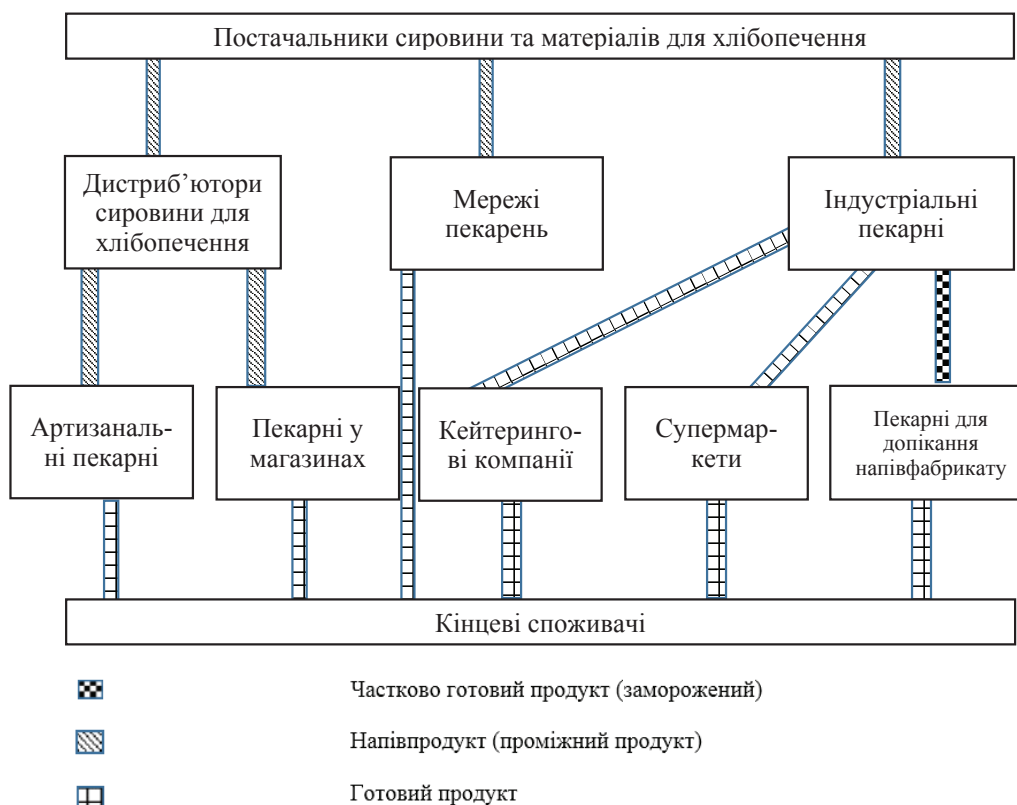 Постачальники сировини та матеріалів для хлібопечення
Дистриб’ютори
сировини для
хлібопечення
Мережі
пекарень
Індустріальні
пекарні
Артизаналь-
ні пекарні
Пекарні у
магазинах
Кейтеринго-
ві компанії
Супермар-
кети
Пекарні для
допікання
напівфабрикату
Кінцеві споживачі
Частково готовий продукт (заморожений)
Напівпродукт (проміжний продукт)
Готовий продукт